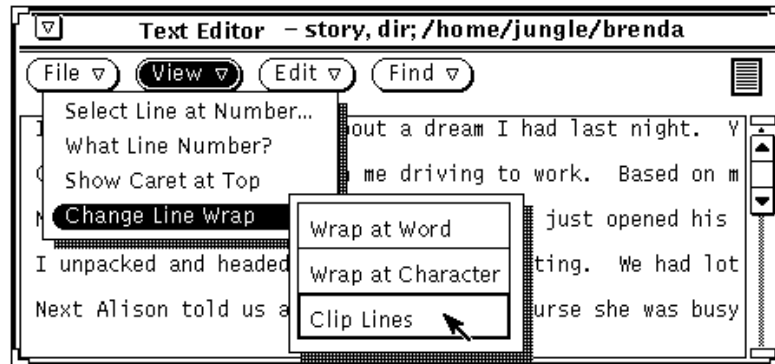 Text Editor - story, dir; /home/jungle/brenda
File View Edit Find
Select Line at Number...
What Line Number?
Show Caret at Top
Change Line Wrap
Wrap at Word
Wrap at Character
Clip Lines
out a dream I had last night. Y
me driving to work. Based on m
just opened his
I unpacked and headed ting. We had lot
Next Alison told us a urse she was busy